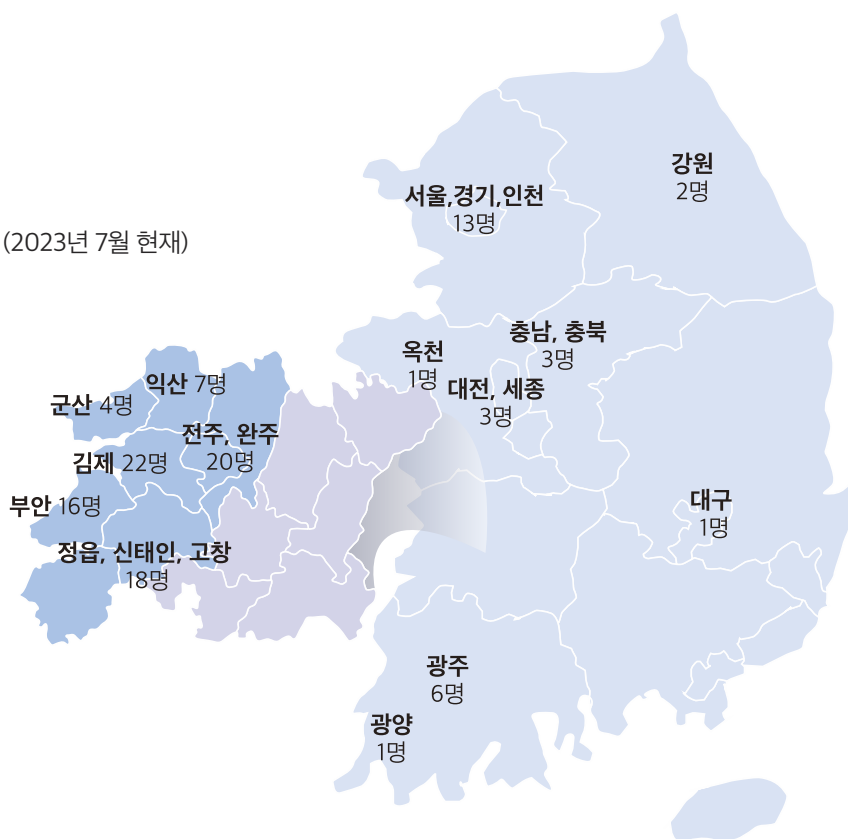 강원
2명
서울,경기,인천
13명
(2023년 7월 현재)
충남, 충북
3명
옥천
1명
대전, 세종
3명
익산 7명
군산 4명
전주, 완주
20명
김제 22명
부안 16명
대구
1명
정읍, 신태인, 고창
18명
광주
6명
광양
1명